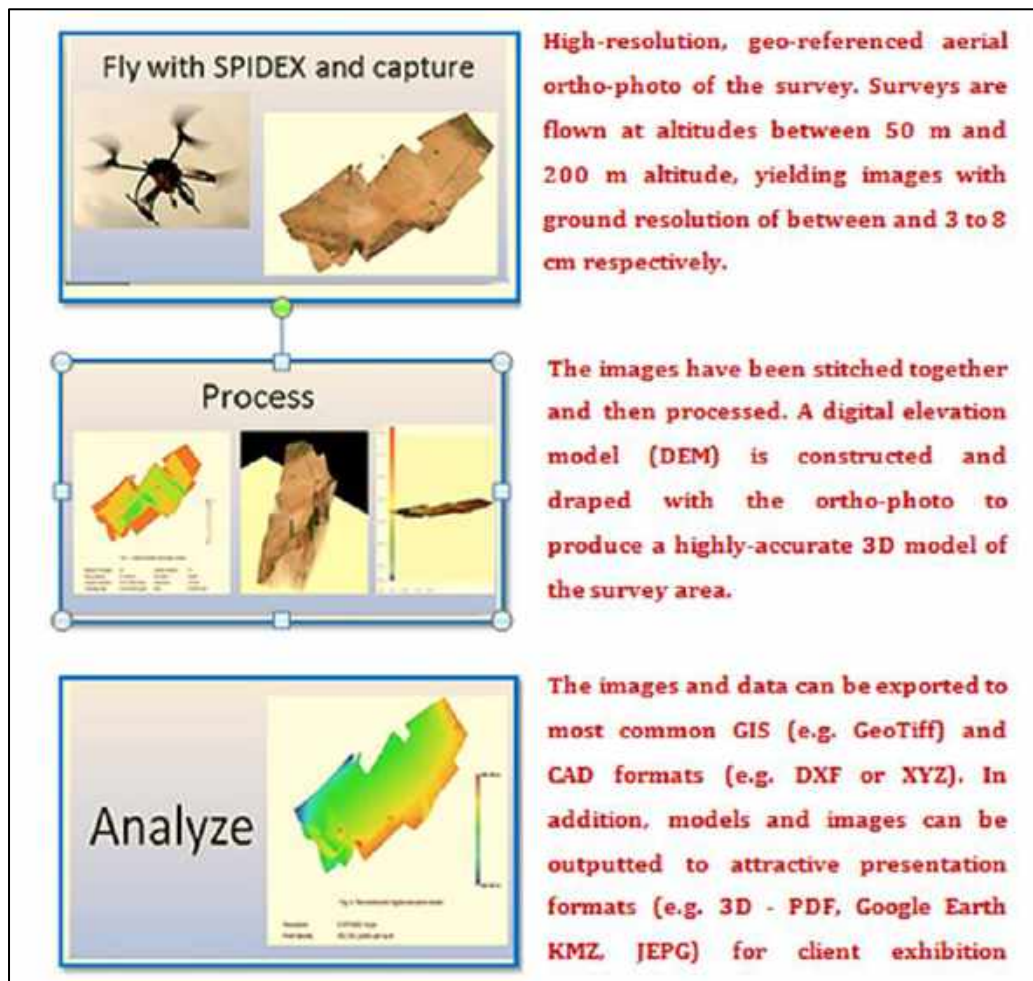 Fly with SPIDEX and capture
High-resolution, geo-referenced aerial
ortho-photo of the survey. Surveys are
flown at altitudes between 50 m and
200 m altitude, yielding images with
ground resolution of between and 3 to 8
cm respectively.
Process
The images have been stitched together
and then processed. A digital elevation
model (DEM) is constructed and
draped with the ortho-photo to
produce a highly-accurate 3D model of
the survey area.
Analyze
The images and data can be exported to
most common GIS (e.g. GeoTiff) and
CAD formats (e.g. DXF or XYZ). In
addition, models and images can be
outputted to attractive presentation
formats (e.g. 3D - PDF, Google Earth
KMZ, JEPG) for client exhibition